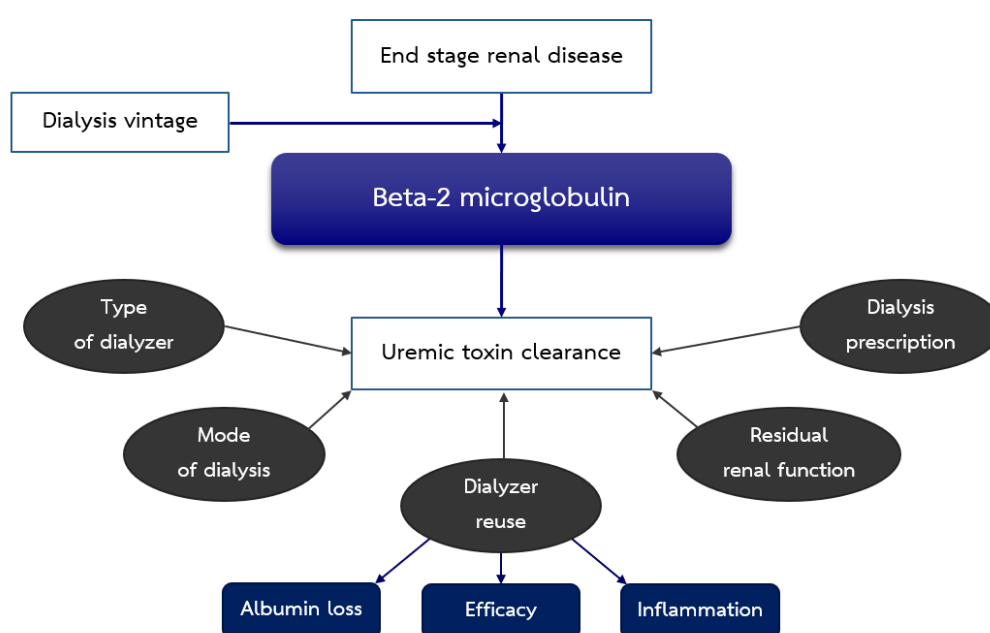 End stage renal disease
Dialysis vintage
Beta-2 microglobulin
Type
of dialyzer
Dialysis
prescription
Uremic toxin clearance
Mode
of dialysis
Residual
renal function
Dialyzer
reuse
Albumin loss
Efficacy
Inflammation